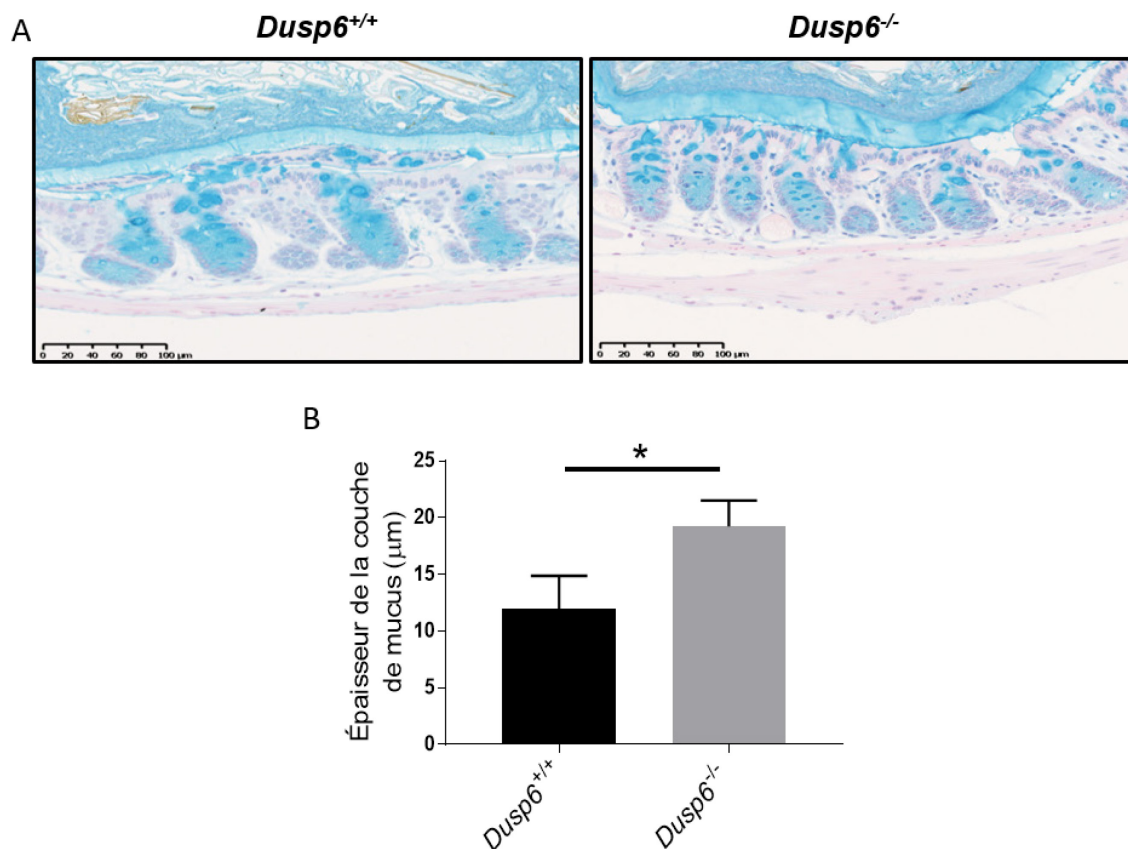 A
Dusp6+/+
Dusp6-/-
0 20 40 60 80 100 µm
0 20 40 60 80 100 µm
B
*
Épaisseur de la couche
de mucus (µm)
25
20
15
10
5
0
Dusp6+/+
Dusp6-/-